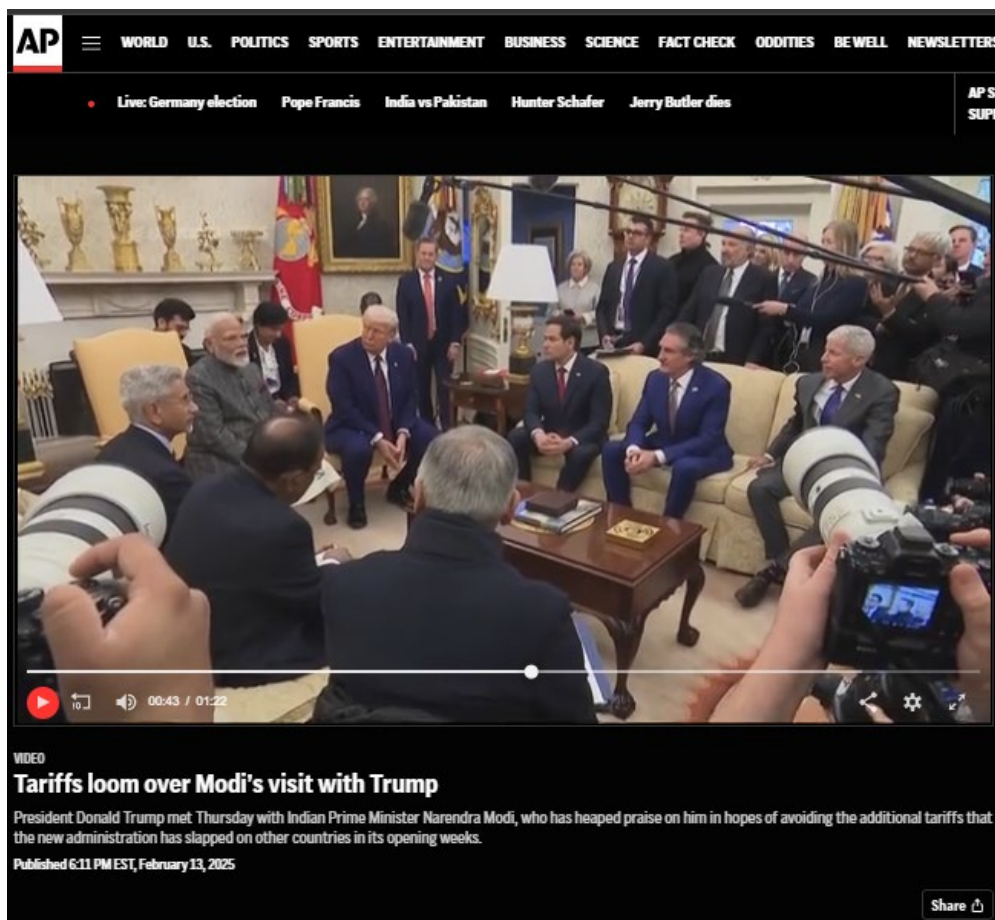 AP
WORLD U.S. POLITICS SPORTS ENTERTAINMENT BUSINESS SCIENCE FACT CHECK ODDITIES BE WELL NEWSLETTERS
Live: Germany election Pope Francis India vs Pakistan Hunter Schafer Jerry Butler dies
AP S
SUP
10
00:43 / 01:22
VIDEO
Tariffs loom over Modi's visit with Trump
President Donald Trump met Thursday with Indian Prime Minister Narendra Modi, who has heaped praise on him in hopes of avoiding the additional tariffs that
the new administration has slapped on other countries in its opening weeks.
Published 6:11 PM EST, February 13, 2025
Share